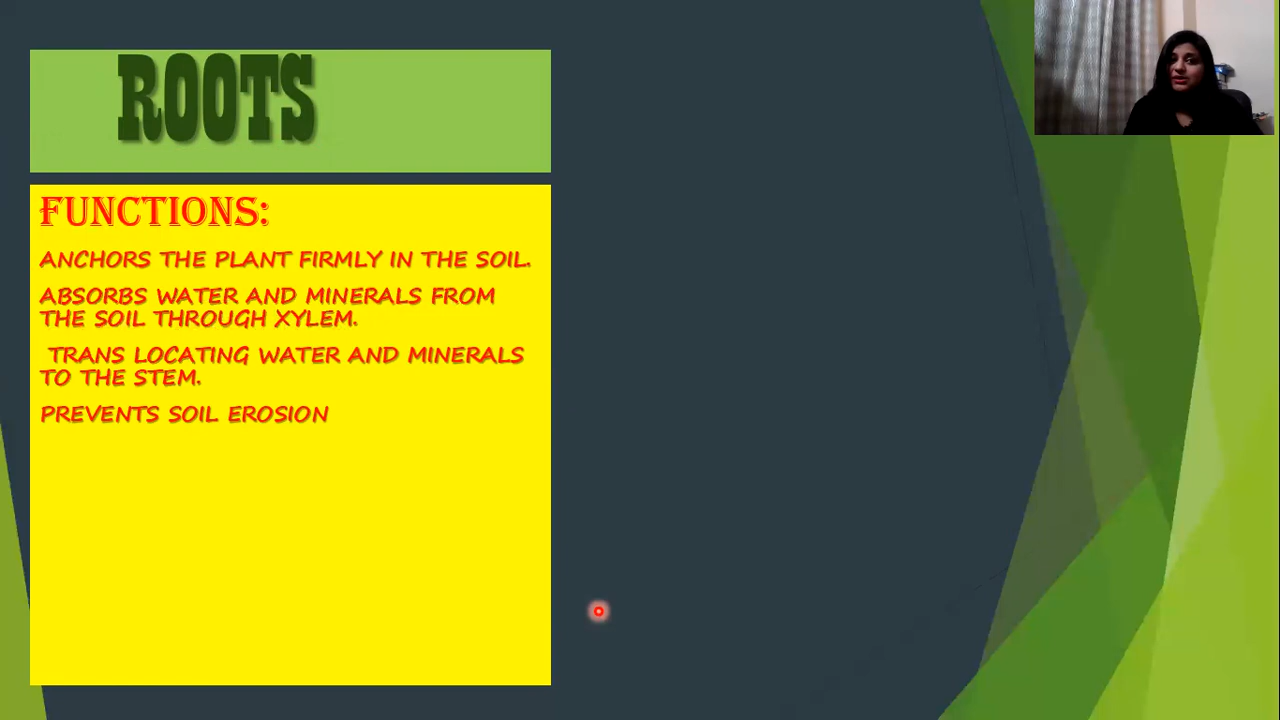 ROOTS
FUNCTIONS:
ANCHORS THE PLANT FIRMLY IN THE SOIL.
ABSORBS WATER AND MINERALS FROM
THE SOIL THROUGH XYLEM.
TRANS LOCATING WATER AND MINERALS
TO THE STEM.
PREVENTS SOIL EROSION